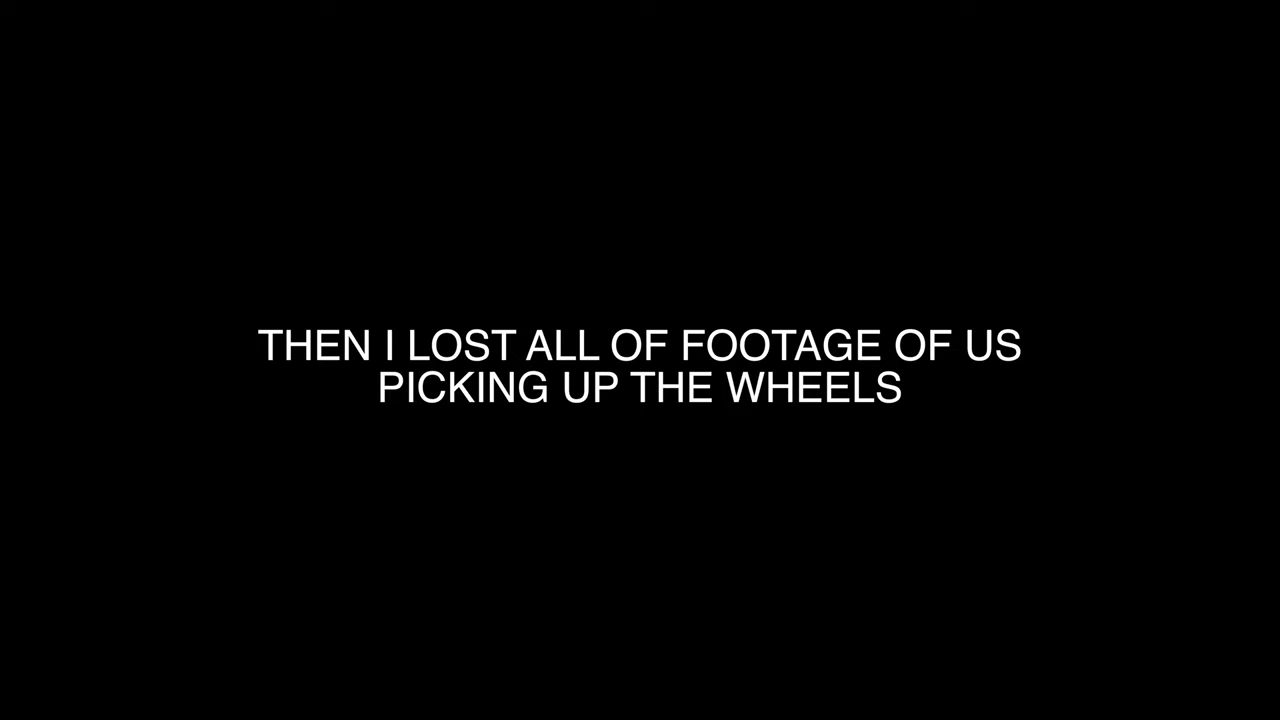 THEN I LOST ALL OF FOOTAGE OF US
PICKING UP THE WHEELS